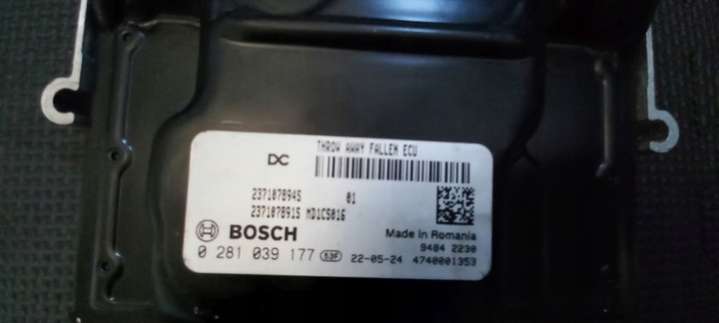 THROW AWAY FALLEN ECU
DC
237107894S 01
237107891S MD1CS016
BOSCH Made in Romania
9484 2230
0 281 039 177 53F 22-05-24 4740001353